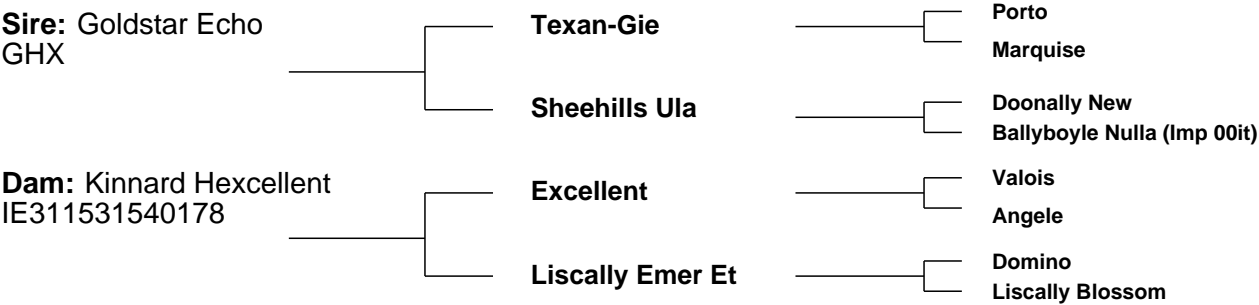 Sire: Goldstar Echo
GHX
Texan-Gie
Porto
Marquise
Sheehills Ula
Doonally New
Ballyboyle Nulla (Imp 00it)
Dam: Kinnard Hexcellent
IE311531540178
Excellent
Valois
Angele
Liscally Emer Et
Domino
Liscally Blossom